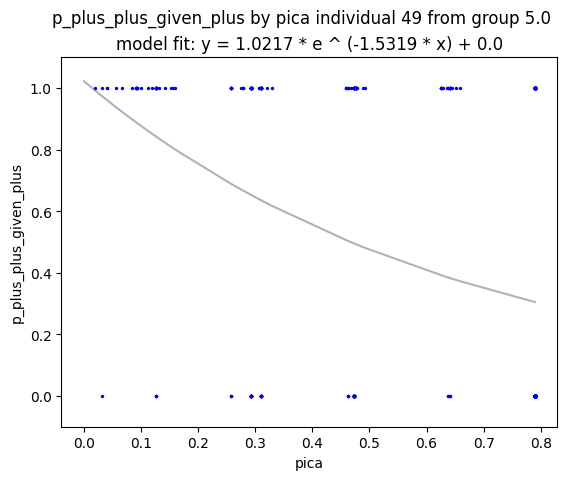 p_plus_plus_given_plus by pica individual 49 from group 5.0
model fit: y = 1.0217 * e ^ (-1.5319 * x) + 0.0
1.0
0.8
0.6
0.4
0.2
0.0
p_plus_plus_given_plus
0.0 0.1 0.2 0.3 0.4 0.5 0.6 0.7 0.8
pica